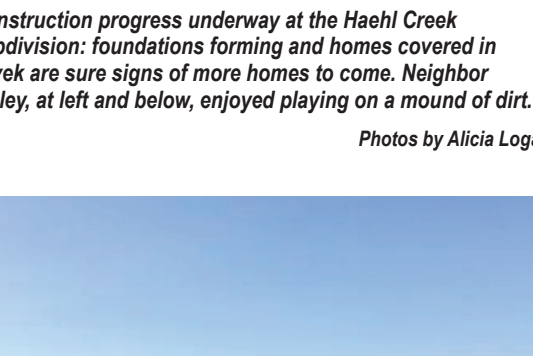 nstruction progress underway at the Haehl Creek
bdivision: foundations forming and homes covered in
vek are sure signs of more homes to come. Neighbor
ley, at left and below, enjoyed playing on a mound of dirt.
Photos by Alicia Loga